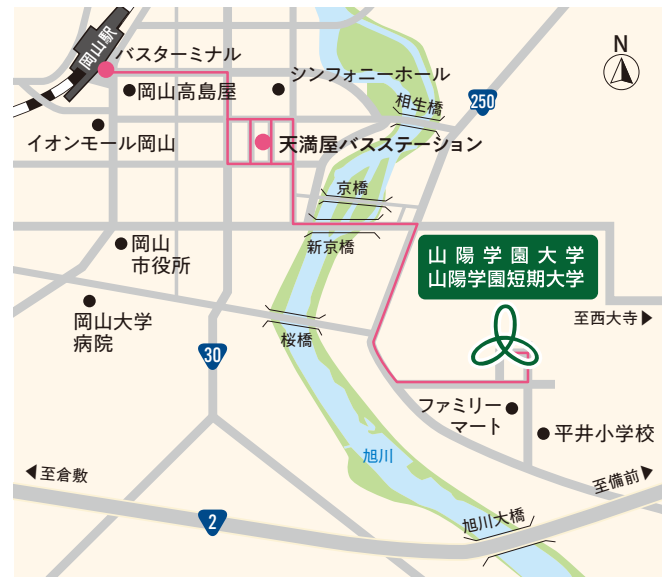 岡山駅
バスターミナル
N
シンフォニーホール
岡山高島屋
相生橋
250
イオンモール岡山
天満屋バスステーション
京橋
岡山
市役所
新京橋
山陽学園大学
山陽学園短期大学
岡山大学
病院
至西大寺
桜橋
30
ファミリー
マート
平井小学校
旭川
至倉敷
至備前
2
旭川大橋